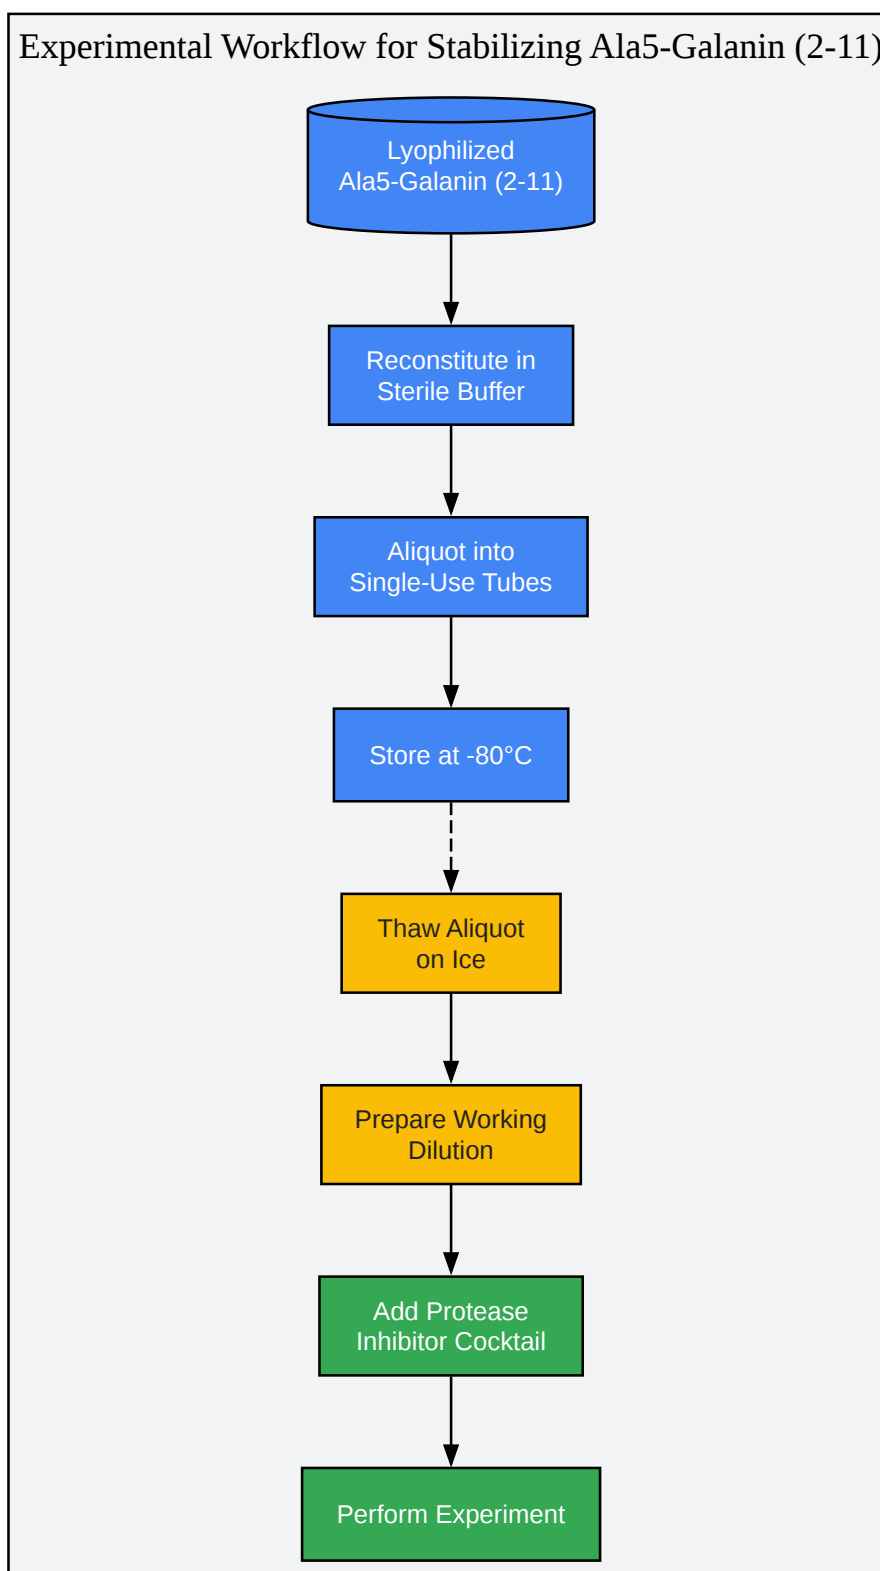 Experimental Workflow for Stabilizing Ala5-Galanin (2-11)
Lyophilized
Ala5-Galanin (2-11)
Reconstitute in
Sterile Buffer
Aliquot into
Single-Use Tubes
Store at -80°C
Thaw Aliquot
on Ice
Prepare Working
Dilution
Add Protease
Inhibitor Cocktail
Perform Experiment